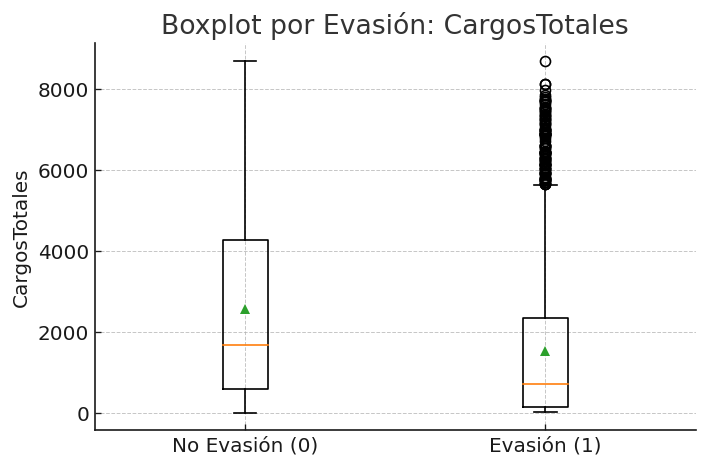 Boxplot por Evasión: CargosTotales
CargosTotales
8000
6000
4000
2000
0
No Evasión (0)
Evasión (1)